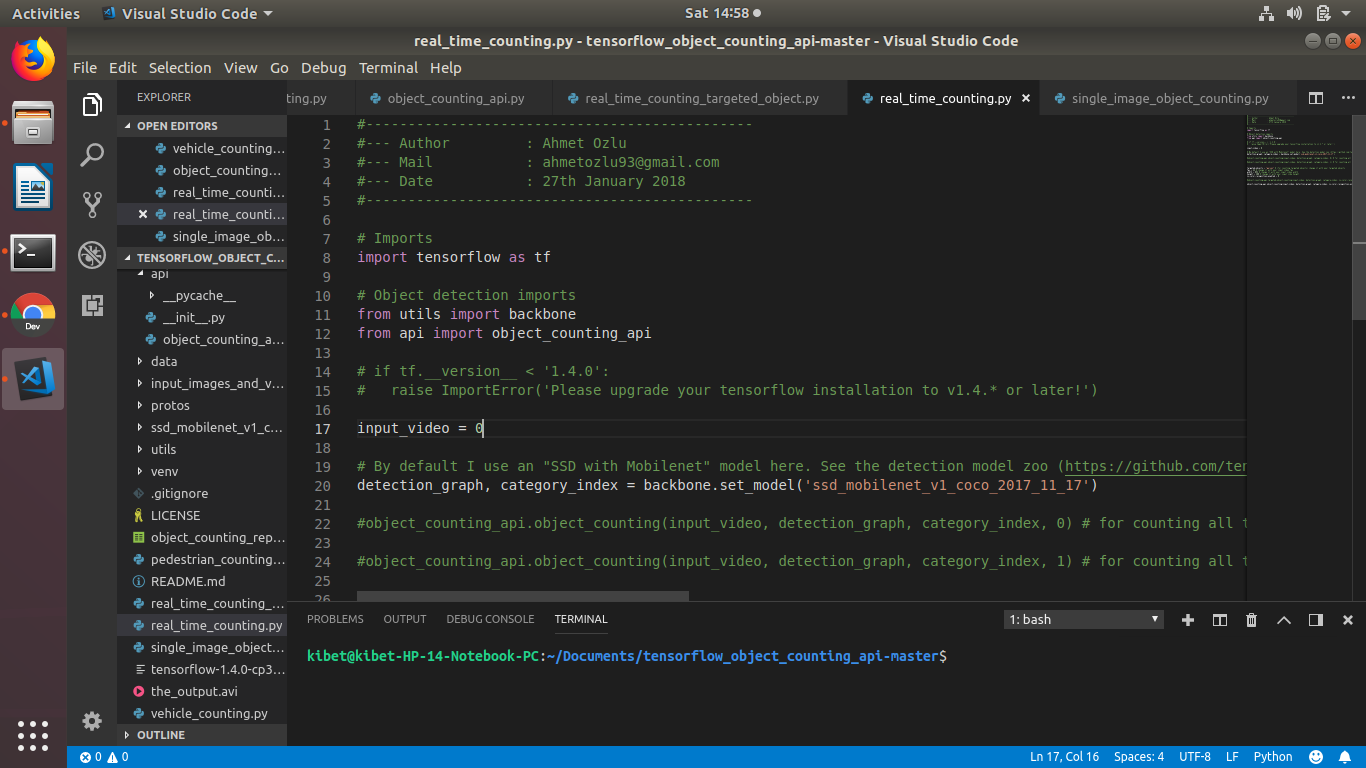 Activities Visual Studio Code Sat 14:58
real_time_counting.py - tensorflow_object_counting_api-master - Visual Studio Code
File Edit Selection View Go Debug Terminal Help
EXPLORER
OPEN EDITORS
vehicle_counting...
object_counting...
real_time_counti...
real_time_counti...
single_image_ob...
TENSORFLOW_OBJECT_C...
api
__pycache__
__init__.py
object_counting_a...
data
input_images_and_v...
protos
ssd_mobilenet_v1_c...
utils
venv
.gitignore
LICENSE
object_counting_rep...
pedestrian_counting...
README.md
real_time_counting_...
real_time_counting.py
single_image_object...
tensorflow-1.4.0-cp3...
the_output.avi
vehicle_counting.py
OUTLINE
ting.py object_counting_api.py real_time_counting_targeted_object.py real_time_counting.py single_image_object_counting.py
1 #----------------------------------------------
2 #--- Author : Ahmet Ozlu
3 #--- Mail : ahmetozlu93@gmail.com
4 #--- Date : 27th January 2018
5 #----------------------------------------------
6
7 # Imports
8 import tensorflow as tf
9
10 # Object detection imports
11 from utils import backbone
12 from api import object_counting_api
13
14 # if tf.__version__ < '1.4.0':
15 #   raise ImportError('Please upgrade your tensorflow installation to v1.4.* or later!')
16
17 input_video = 0
18
19 # By default I use an "SSD with Mobilenet" model here. See the detection model zoo (https://github.com/ten
20 detection_graph, category_index = backbone.set_model('ssd_mobilenet_v1_coco_2017_11_17')
21
22 #object_counting_api.object_counting(input_video, detection_graph, category_index, 0) # for counting all t
23
24 #object_counting_api.object_counting(input_video, detection_graph, category_index, 1) # for counting all t
25
26
PROBLEMS OUTPUT DEBUG CONSOLE TERMINAL 1: bash
kibet@kibet-HP-14-Notebook-PC:~/Documents/tensorflow_object_counting_api-master$
Dev
0 0 Ln 17, Col 16 Spaces: 4 UTF-8 LF Python